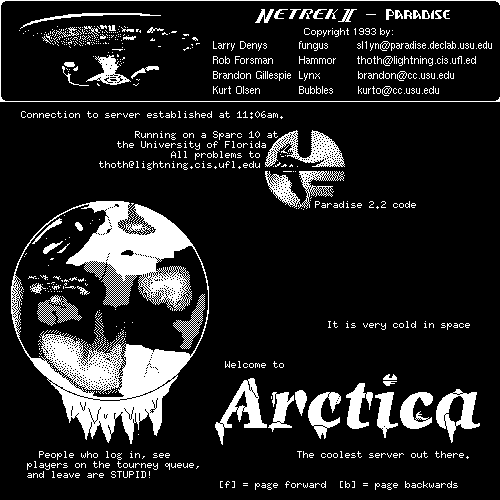 NETREK II – PARADISE
Copyright 1993 by:
Larry Denys fungus sl1yn@paradise.declab.usu.edu
Rob Forsman Hammor thoth@lightning.cis.ufl.ed
Brandon Gillespie Lynx brandon@cc.usu.edu
Kurt Olsen Bubbles kurto@cc.usu.edu
Connection to server established at 11:06am.
Running on a Sparc 10 at
the University of Florida
All problems to
thoth@lightning.cis.ufl.edu
UF
Paradise 2.2 code
It is very cold in space
Welcome to
Arctica
The coolest server out there.
People who log in, see
players on the tourney queue,
and leave are STUPID!
[f] = page forward [b] = page backwards